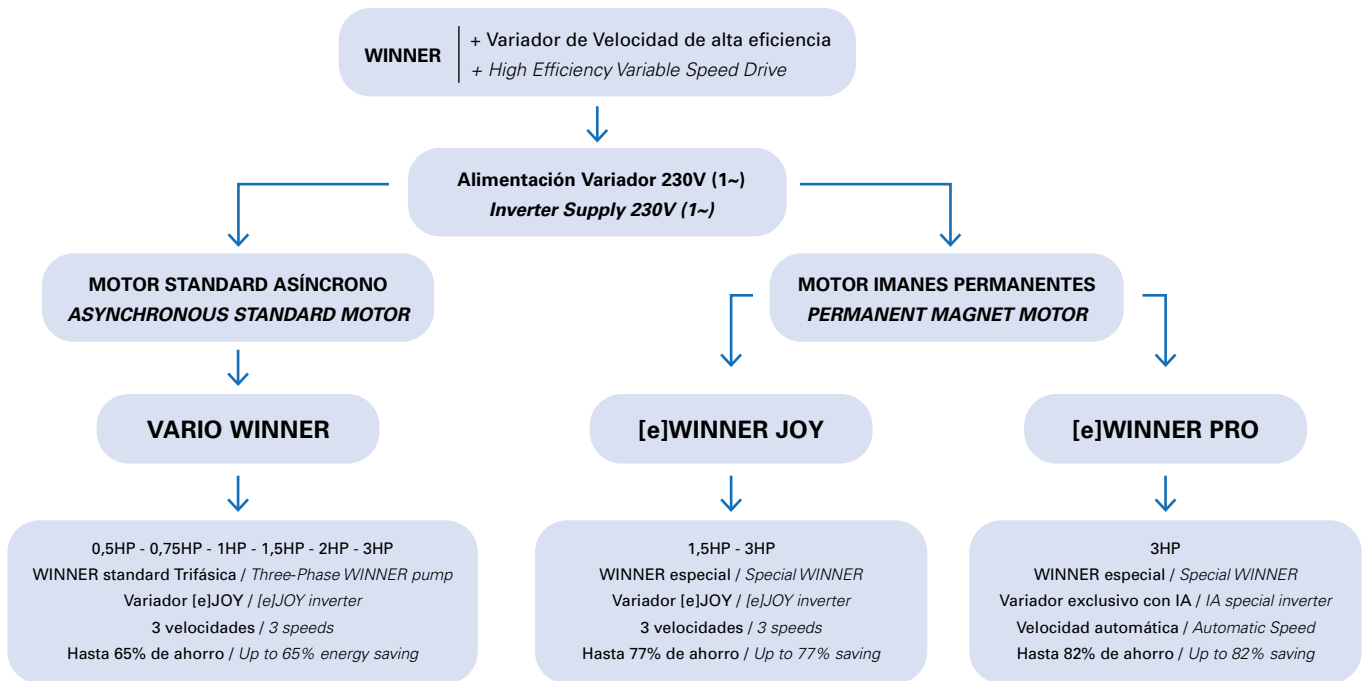 WINNER
+ Variador de Velocidad de alta eficiencia
+ High Efficiency Variable Speed Drive
Alimentación Variador 230V (1~)
Inverter Supply 230V (1~)
MOTOR STANDARD ASÍNCRONO
ASYNCHRONOUS STANDARD MOTOR
MOTOR IMANES PERMANENTES
PERMANENT MAGNET MOTOR
VARIO WINNER
[e]WINNER JOY
[e]WINNER PRO
0,5HP - 0,75HP - 1HP - 1,5HP - 2HP - 3HP
WINNER standard Trifásica / Three-Phase WINNER pump
Variador [e]JOY / [e]JOY inverter
3 velocidades / 3 speeds
Hasta 65% de ahorro / Up to 65% energy saving
1,5HP - 3HP
WINNER especial / Special WINNER
Variador [e]JOY / [e]JOY inverter
3 velocidades / 3 speeds
Hasta 77% de ahorro / Up to 77% saving
3HP
WINNER especial / Special WINNER
Variador exclusivo con IA / IA special inverter
Velocidad automática / Automatic Speed
Hasta 82% de ahorro / Up to 82% saving